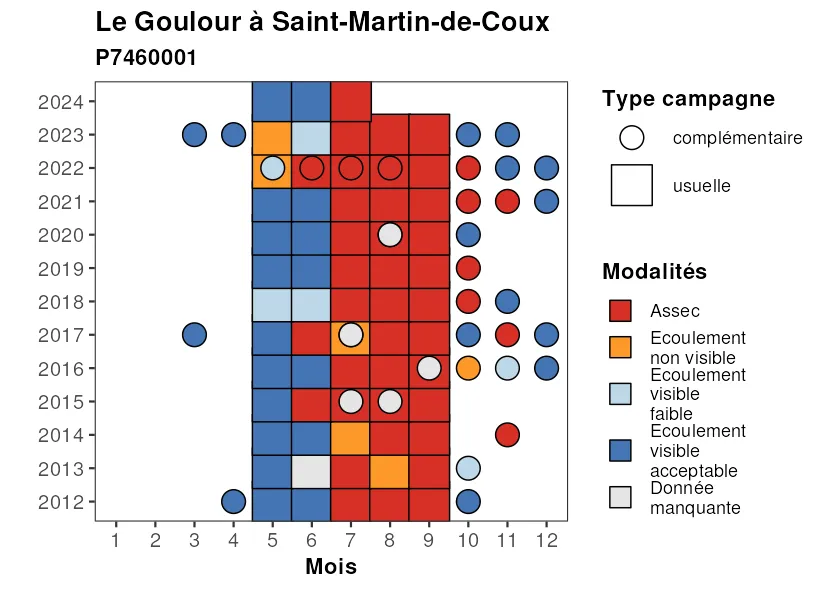 Le Goulour à Saint-Martin-de-Coux
P7460001
2024
2023
2022
2021
2020
2019
2018
2017
2016
2015
2014
2013
2012
1 2 3 4 5 6 7 8 9 10 11 12
Mois
Type campagne
complémentaire
usuelle
Modalités
Assec
Ecoulement
non visible
Ecoulement
visible
faible
Ecoulement
visible
acceptable
Donnée
manquante